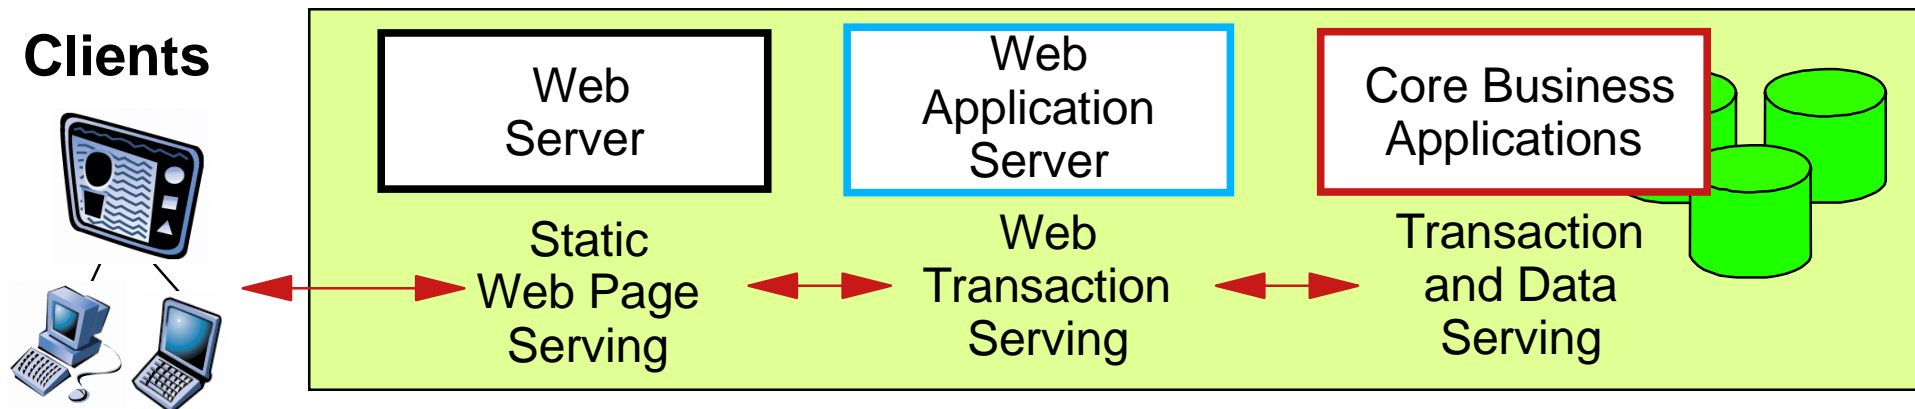 Clients
Web
Server
Web
Application
Server
Core Business
Applications
Static
Web Page
Serving
Web
Transaction
Serving
Transaction
and Data
Serving